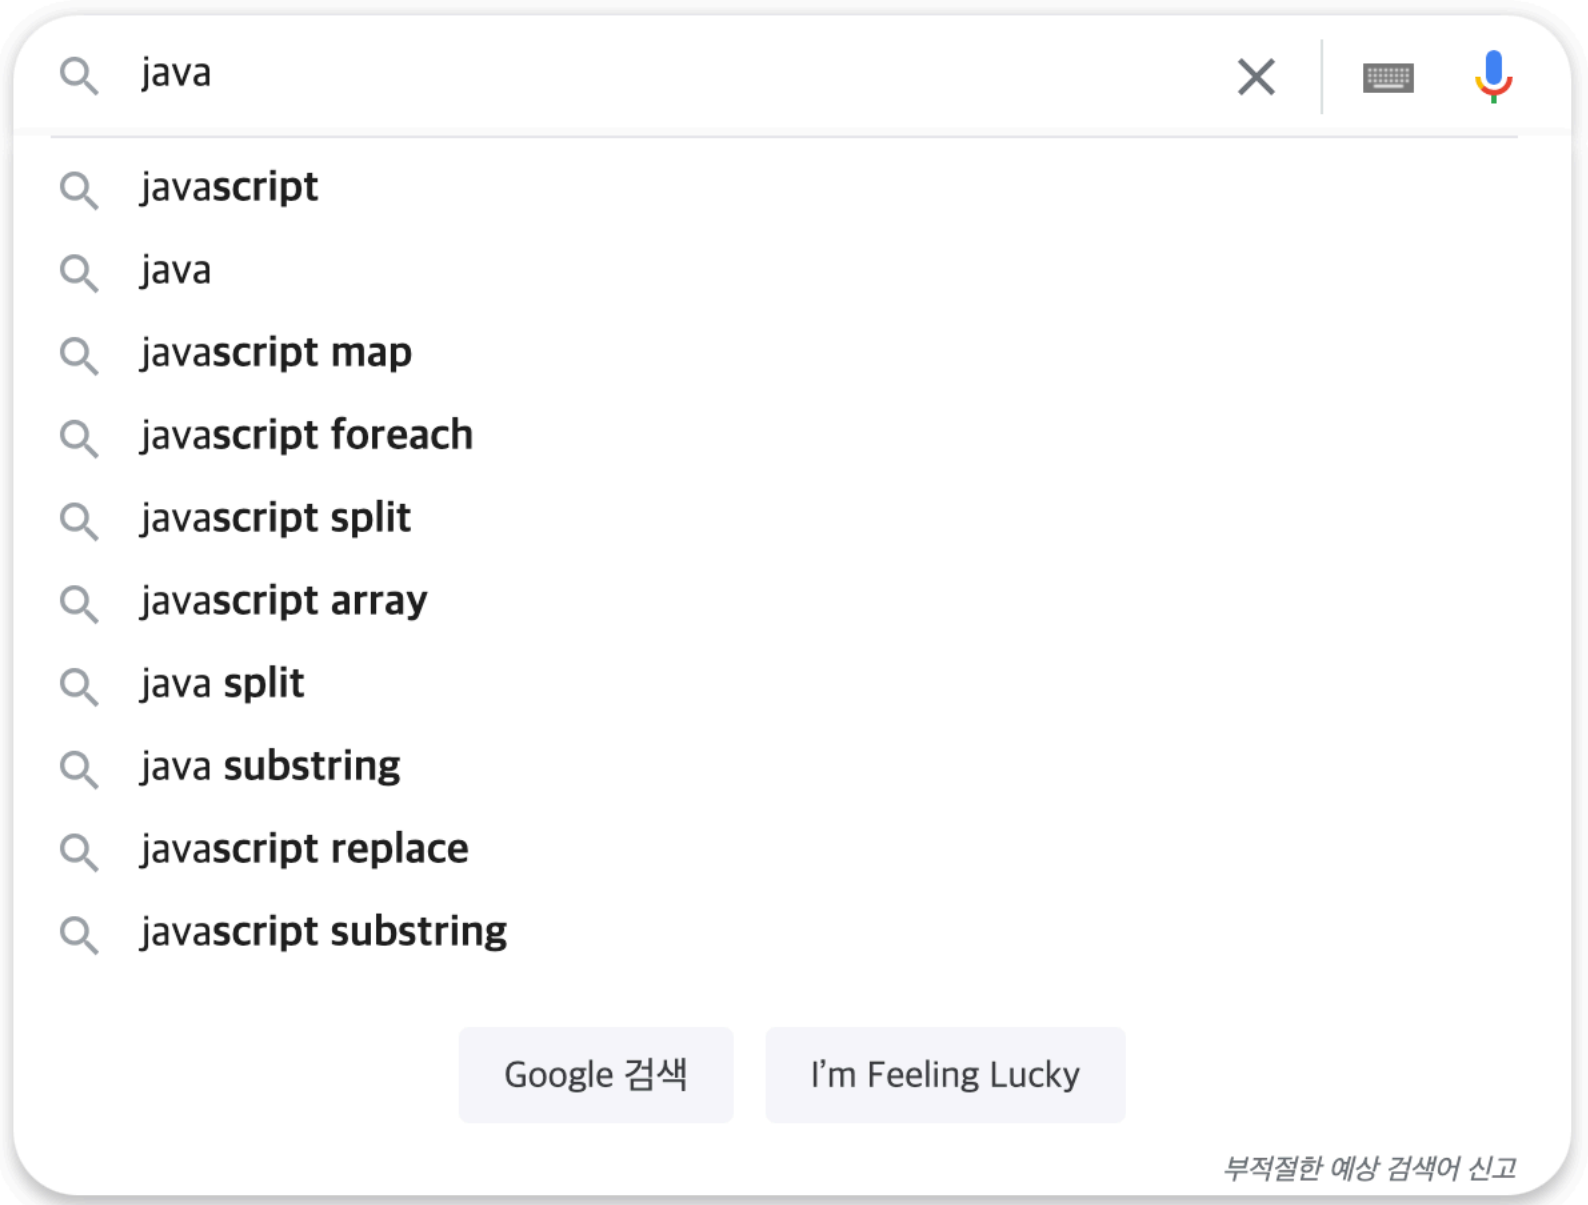 java
javascript
java
javascript map
javascript foreach
javascript split
javascript array
java split
java substring
javascript replace
javascript substring
Google 검색
I'm Feeling Lucky
부적절한 예상 검색어 신고